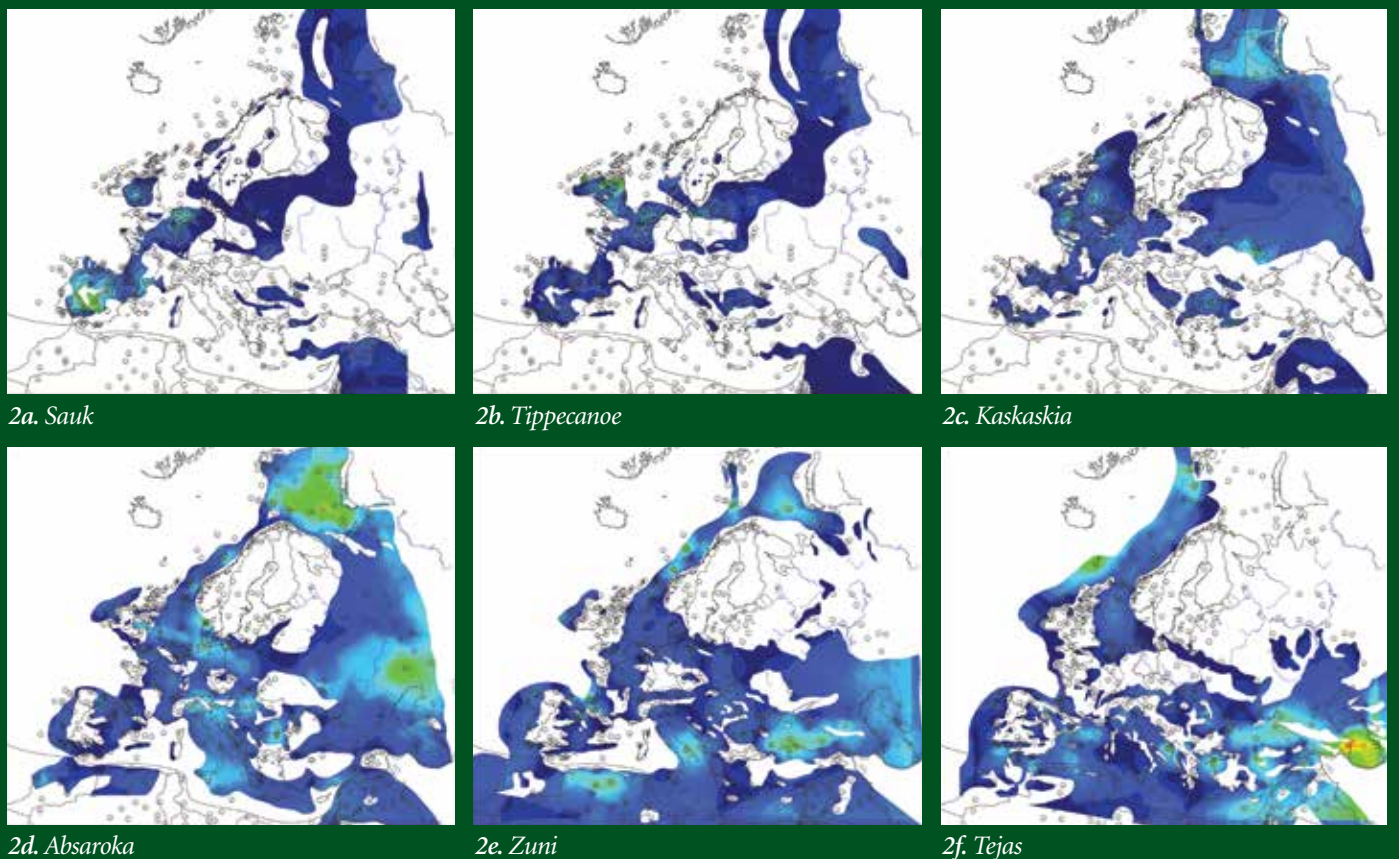 2a. Sauk
2b. Tippecanoe
2c. Kaskaskia
2d. Absaroka
2e. Zuni
2f. Tejas